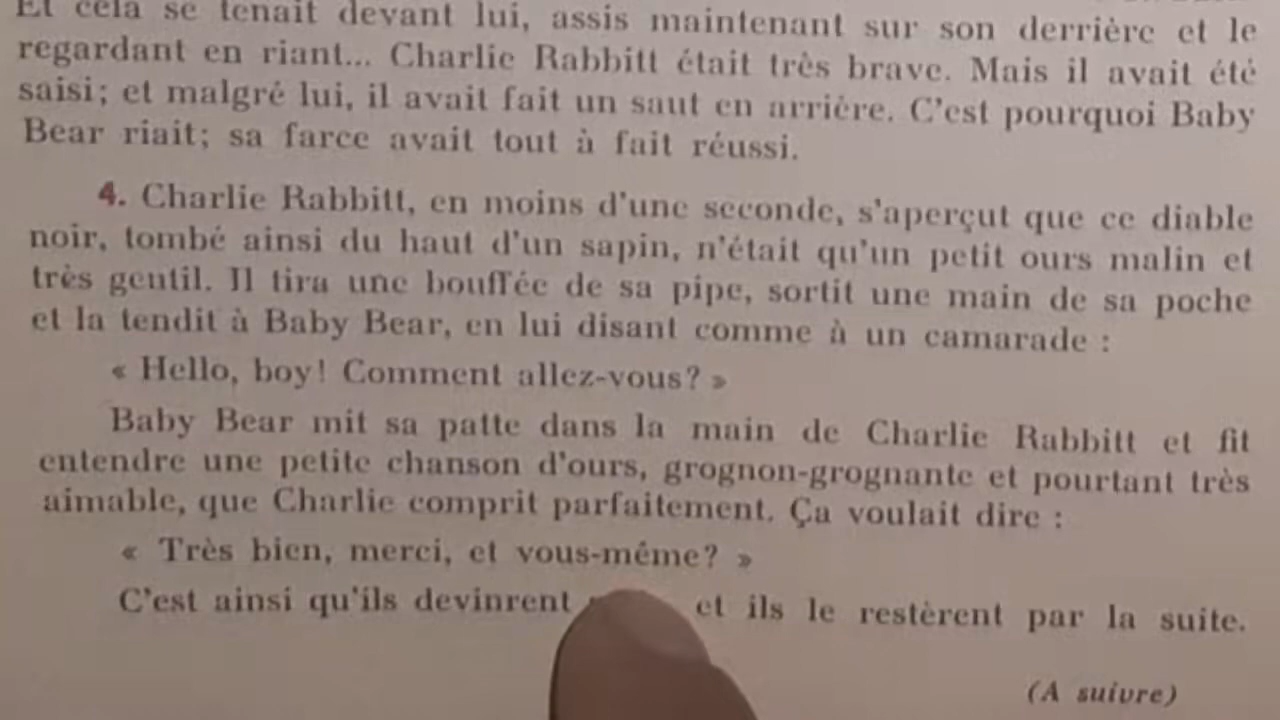 Et cela se tenait devant lui, assis maintenant sur son derrière et le
regardant en riant... Charlie Rabbitt était très brave. Mais il avait été
saisi; et malgré lui, il avait fait un saut en arrière. C'est pourquoi Baby
Bear riait; sa farce avait tout à fait réussi.
4. Charlie Rabbitt, en moins d'une seconde, s'aperçut que ce diable
noir, tombé ainsi du haut d'un sapin, n'était qu'un petit ours malin et
très gentil. Il tira une bouffée de sa pipe, sortit une main de sa poche
et la tendit à Baby Bear, en lui disant comme à un camarade :
« Hello, boy! Comment allez-vous? »
Baby Bear mit sa patte dans la main de Charlie Rabbitt et fit
entendre une petite chanson d'ours, grognon-grognante et pourtant très
aimable, que Charlie comprit parfaitement. Ça voulait dire :
« Très bien, merci, et vous-même? »
C'est ainsi qu'ils devinrent et ils le restèrent par la suite.
(A suivre)